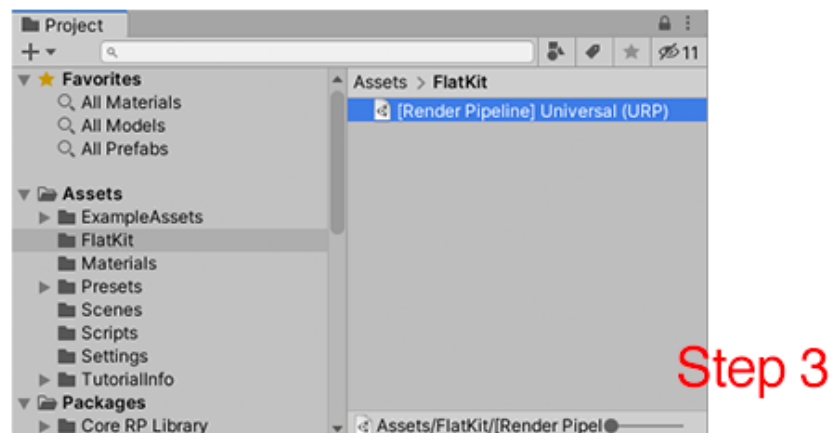 Project
11
Favorites
All Materials
All Models
All Prefabs
Assets
ExampleAssets
FlatKit
Materials
Presets
Scenes
Scripts
Settings
TutorialInfo
Packages
Core RP Library
Assets > FlatKit
[Render Pipeline] Universal (URP)
Assets/FlatKit/[Render Pipel
Step 3